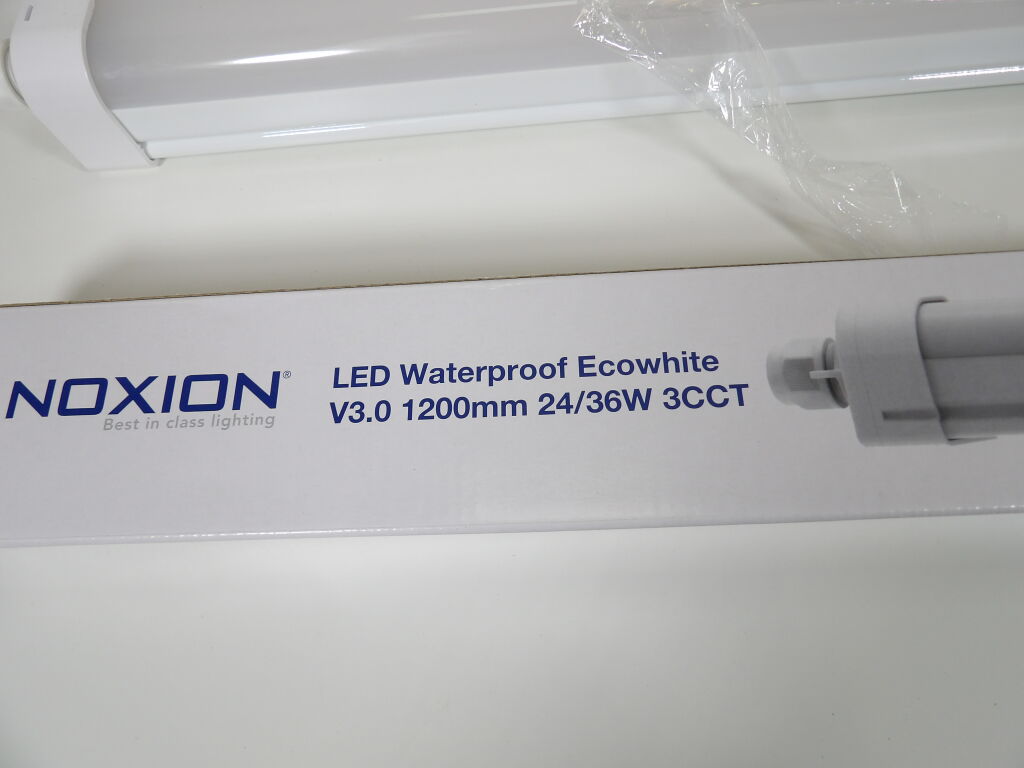 NOXION®
Best in class lighting
LED Waterproof Ecowhite
V3.0 1200mm 24/36W 3CCT